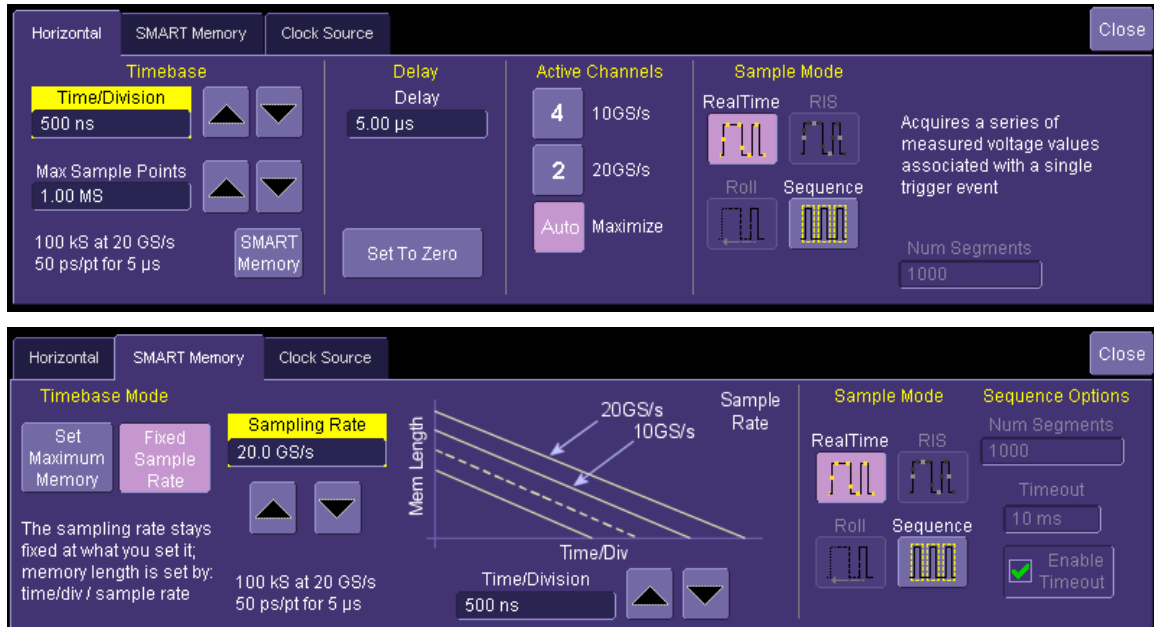 Horizontal
SMART Memory
Clock Source
Close
Timebase
Time/Division
500 ns
Max Sample Points
1.00 MS
100 kS at 20 GS/s
50 ps/pt for 5 µs
SMART
Memory
Delay
Delay
5.00 µs
Set To Zero
Active Channels
4 10GS/s
2 20GS/s
Auto Maximize
Sample Mode
RealTime
RIS
Roll
Sequence
Acquires a series of
measured voltage values
associated with a single
trigger event
Num Segments
1000
Horizontal
SMART Memory
Clock Source
Close
Timebase Mode
Set
Maximum
Memory
Fixed
Sample
Rate
The sampling rate stays
fixed at what you set it;
memory length is set by:
time/div / sample rate
Sampling Rate
20.0 GS/s
100 kS at 20 GS/s
50 ps/pt for 5 µs
Mem Length
20GS/s
10GS/s
Sample
Rate
Time/Div
Time/Division
500 ns
Sample Mode
RealTime
RIS
Roll
Sequence
Sequence Options
Num Segments
1000
Timeout
10 ms
Enable
Timeout